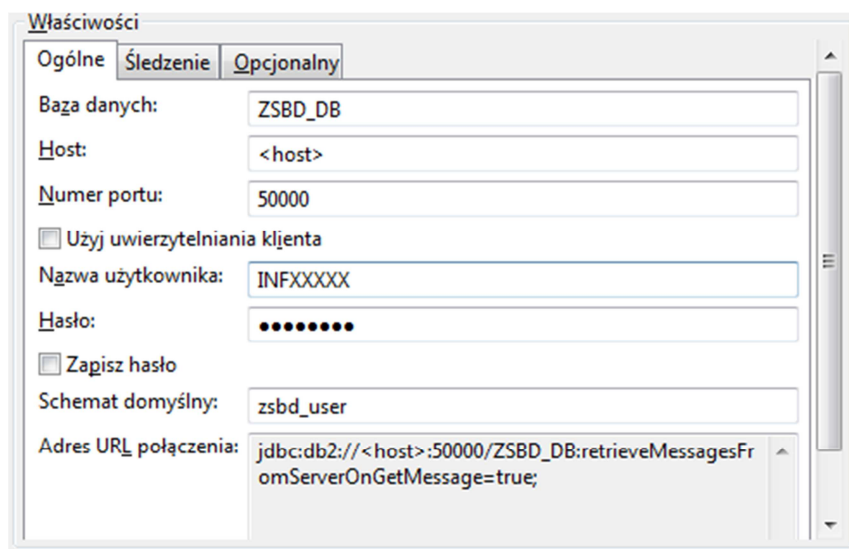 Właściwości
Ogólne Śledzenie Opcjonalny
Baza danych: ZSBD_DB
Host: <host>
Numer portu: 50000
Użyj uwierzytelniania klienta
Nazwa użytkownika: INFXXXXX
Hasło: ●●●●●●●●
Zapisz hasło
Schemat domyślny: zsbd_user
Adres URL połączenia: jdbc:db2://<host>:50000/ZSBD_DB:retrieveMessagesFr
omServerOnGetMessage=true;